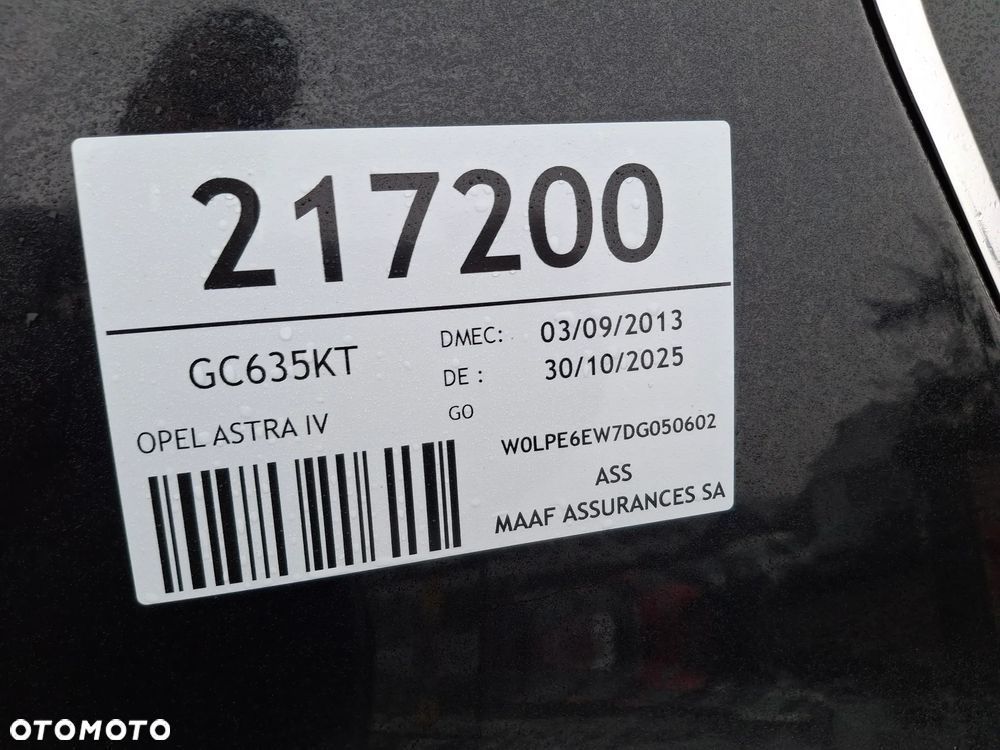 217200
GC635KT
DMEC: 03/09/2013
DE : 30/10/2025
OPEL ASTRA IV
GO
W0LPE6EW7DG050602
ASS
MAAF ASSURANCES SA
OTOMOTO